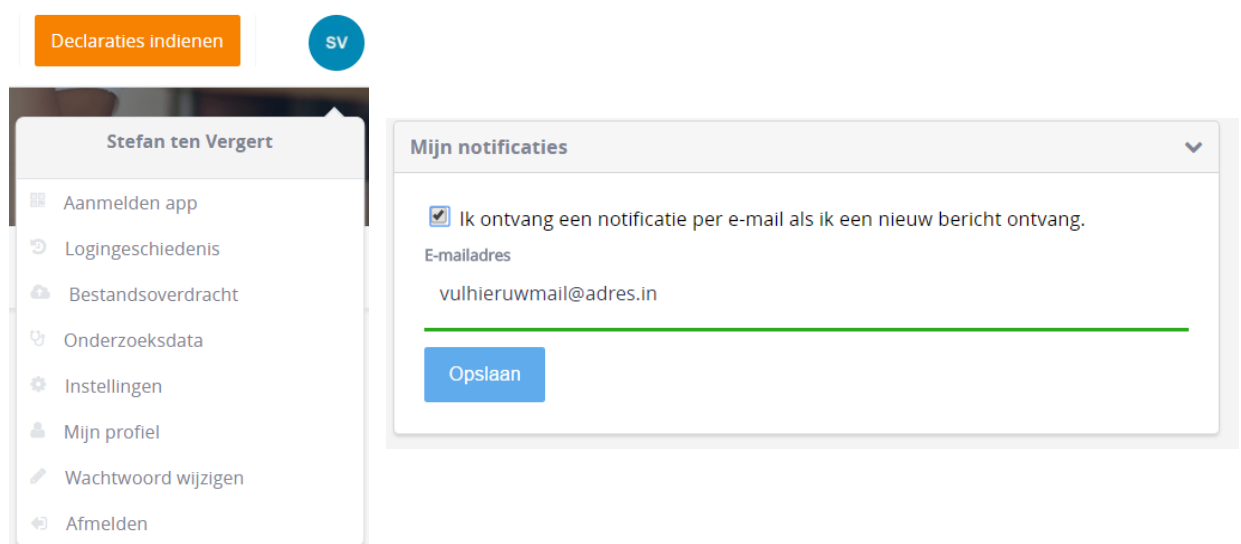 Declaraties indienen
SV
Stefan ten Vergert
Aanmelden app
Logingeschiedenis
Bestandsoverdracht
Onderzoeksdata
Instellingen
Mijn profiel
Wachtwoord wijzigen
Afmelden
Mijn notificaties
Ik ontvang een notificatie per e-mail als ik een nieuw bericht ontvang.
E-mailadres
vulhieruwmail@adres.in
Opslaan